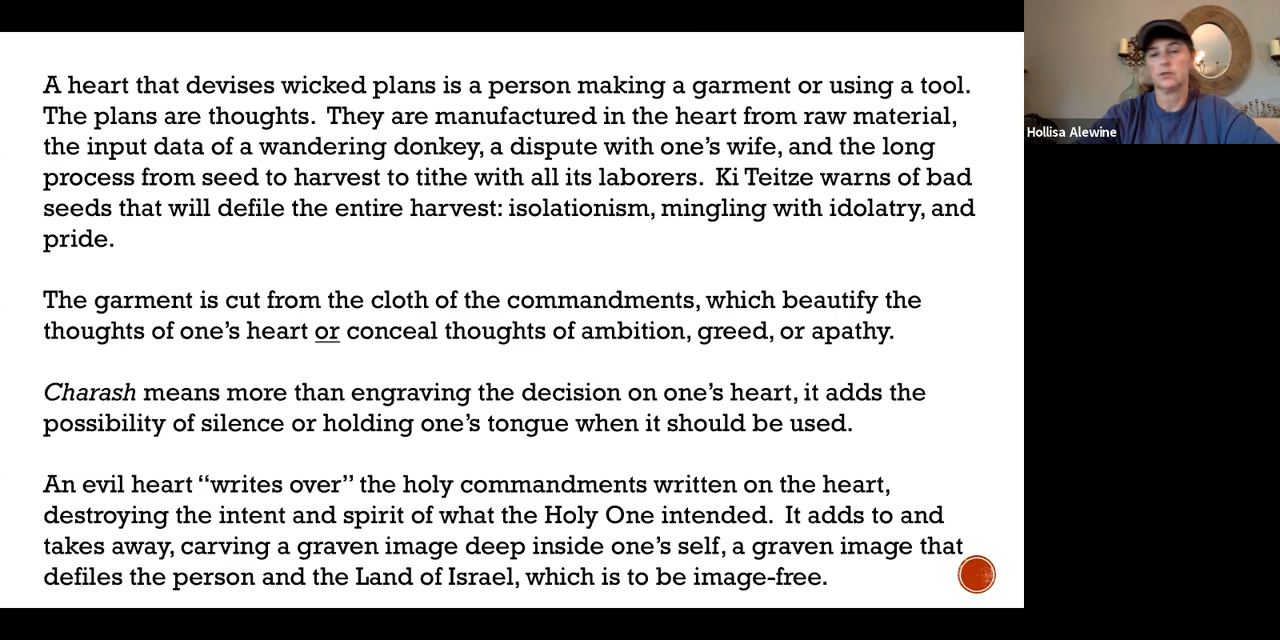 A heart that devises wicked plans is a person making a garment or using a tool.
The plans are thoughts.  They are manufactured in the heart from raw material,
the input data of a wandering donkey, a dispute with one’s wife, and the long
process from seed to harvest to tithe with all its laborers.  Ki Teitze warns of bad
seeds that will defile the entire harvest: isolationism, mingling with idolatry, and
pride.
The garment is cut from the cloth of the commandments, which beautify the
thoughts of one’s heart or conceal thoughts of ambition, greed, or apathy.
Charash means more than engraving the decision on one’s heart, it adds the
possibility of silence or holding one’s tongue when it should be used.
An evil heart “writes over” the holy commandments written on the heart,
destroying the intent and spirit of what the Holy One intended.  It adds to and
takes away, carving a graven image deep inside one’s self, a graven image that
defiles the person and the Land of Israel, which is to be image-free.
Hollisa Alewine